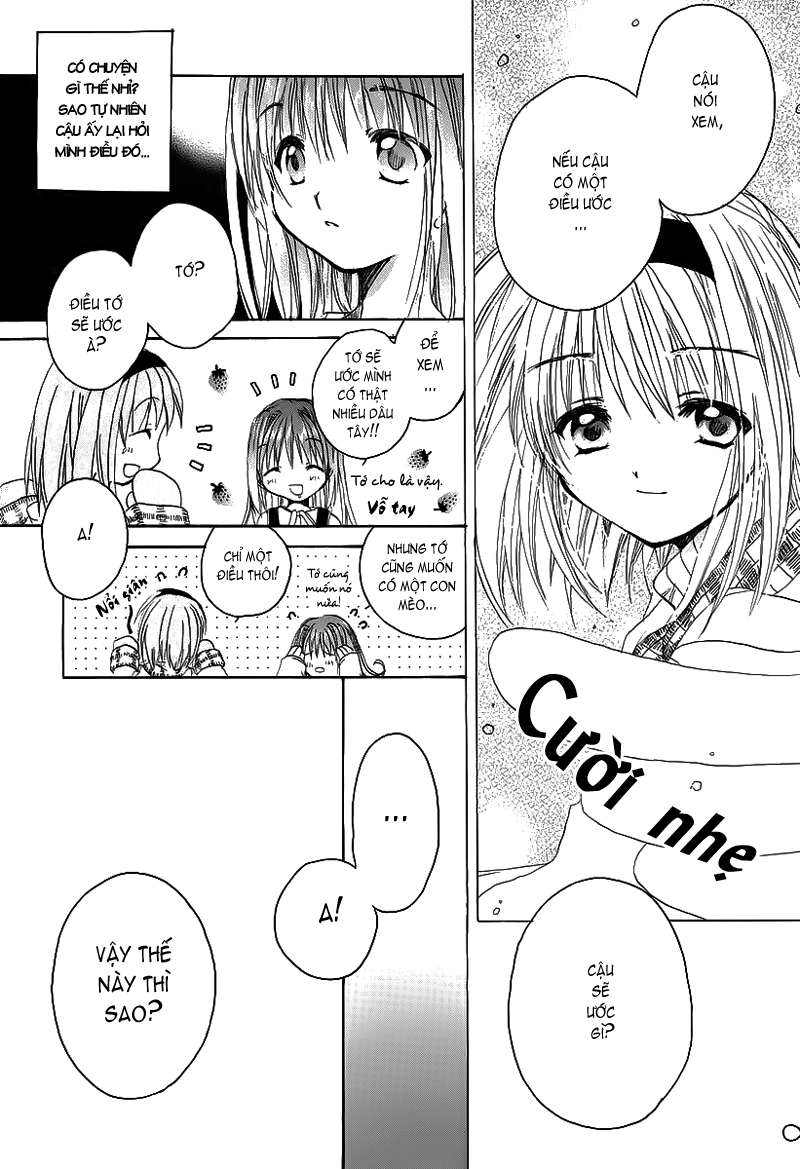 CẬU
NÓI
XEM,
NẾU CẬU
CÓ MỘT
ĐIỀU ƯỚC
...
Cười nhẹ
CẬU
SẼ
ƯỚC
GÌ?
CÓ CHUYỆN
GÌ THẾ NHỈ?
SAO TỰ NHIÊN
CẬU ẤY LẠI HỎI
MÌNH ĐIỀU ĐÓ...
TỚ?
ĐIỀU TỚ
SẼ ƯỚC
À?
ĐỂ
XEM
...
TỚ SẼ
ƯỚC MÌNH
CÓ THẬT
NHIỀU DÂU
TÂY!!
Tớ cho là vậy.
Vỗ tay
A!
NHƯNG TỚ
CŨNG MUỐN
CÓ MỘT CON
MÈO...
Tớ cũng
muốn nó
nữa!
CHỈ MỘT
ĐIỀU THÔI!
Nổi giận
...
A!
VẬY THẾ
NÀY THÌ
SAO?